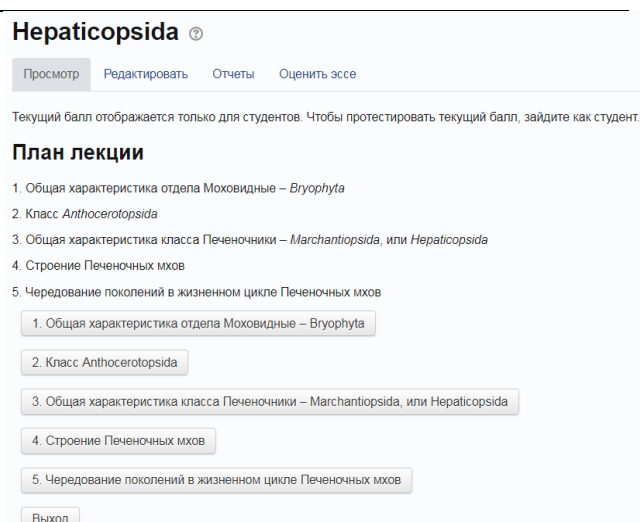 Hepaticopsida
Просмотр Редактировать Отчеты Оценить эссе
Текущий балл отображается только для студентов. Чтобы протестировать текущий балл, зайдите как студент.
План лекции
1. Общая характеристика отдела Моховидные – Bryophyta
2. Класс Anthocerotopsida
3. Общая характеристика класса Печеночники – Marchantiopsida, или Hepaticopsida
4. Строение Печеночных мхов
5. Чередование поколений в жизненном цикле Печеночных мхов
1. Общая характеристика отдела Моховидные – Bryophyta
2. Класс Anthocerotopsida
3. Общая характеристика класса Печеночники – Marchantiopsida, или Hepaticopsida
4. Строение Печеночных мхов
5. Чередование поколений в жизненном цикле Печеночных мхов
Выход